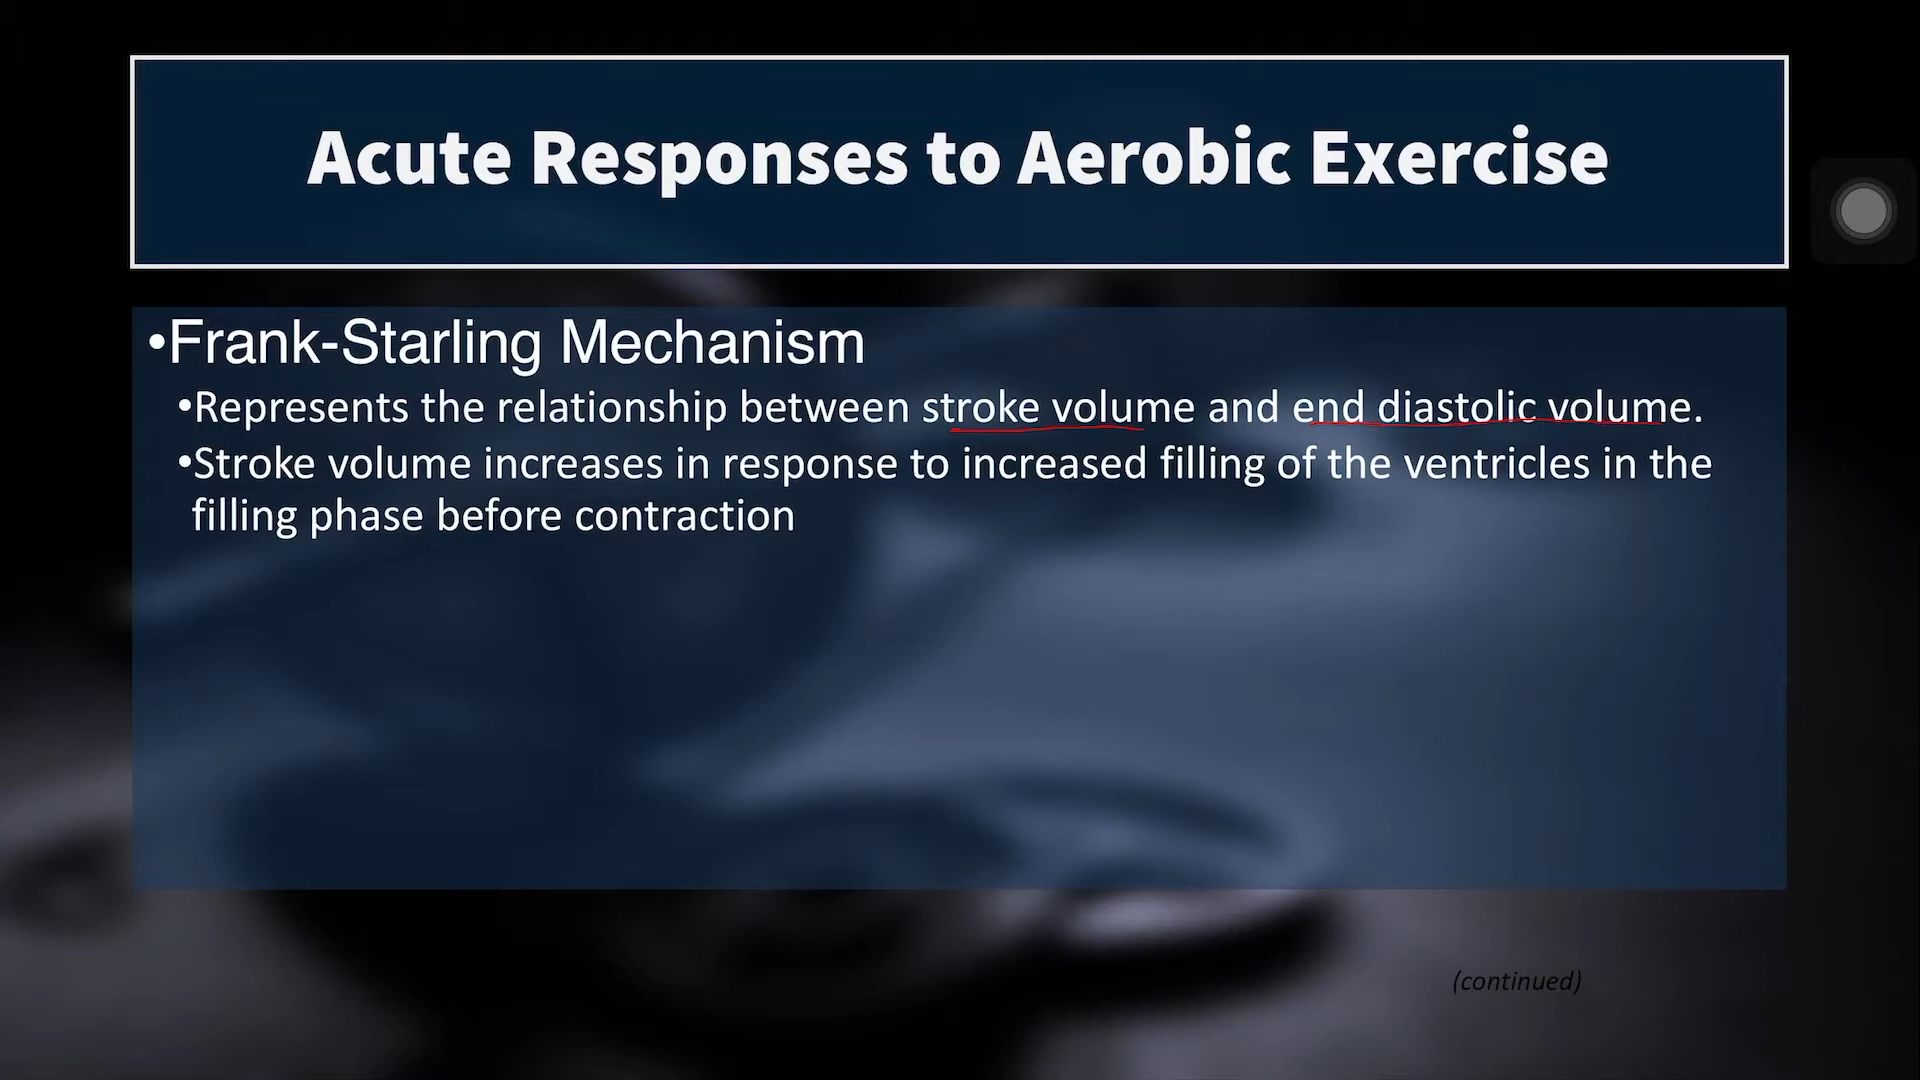 Acute Responses to Aerobic Exercise
•Frank-Starling Mechanism
•Represents the relationship between stroke volume and end diastolic volume.
•Stroke volume increases in response to increased filling of the ventricles in the
filling phase before contraction
(continued)